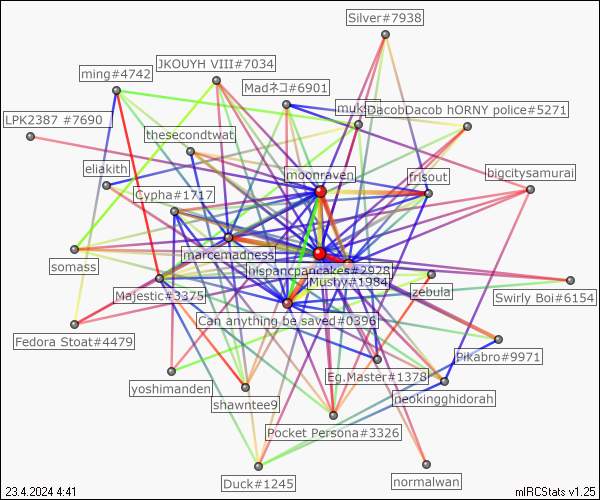 Silver#7938
JKOUYH VIII#7034
ming#4742
Madネコ#6901
DacobDacob hORNY police#5271
LPK2387 #7690
thesecondtwat
eliakith
moonraven
frisout
bigcitysamurai
Cypha#1717
marcemadness
somass
hispancpancakes#2928
Mushy#1984
Majestic#3375
zebula
Swirly Boi#6154
Can anything be saved#0396
Fedora Stoat#4479
Pikabro#9971
Eg.Master#1378
yoshimanden
neokingghidorah
shawntee9
Pocket Persona#3326
Duck#1245
normalwan
23.4.2024 4:41
mIRCStats v1.25